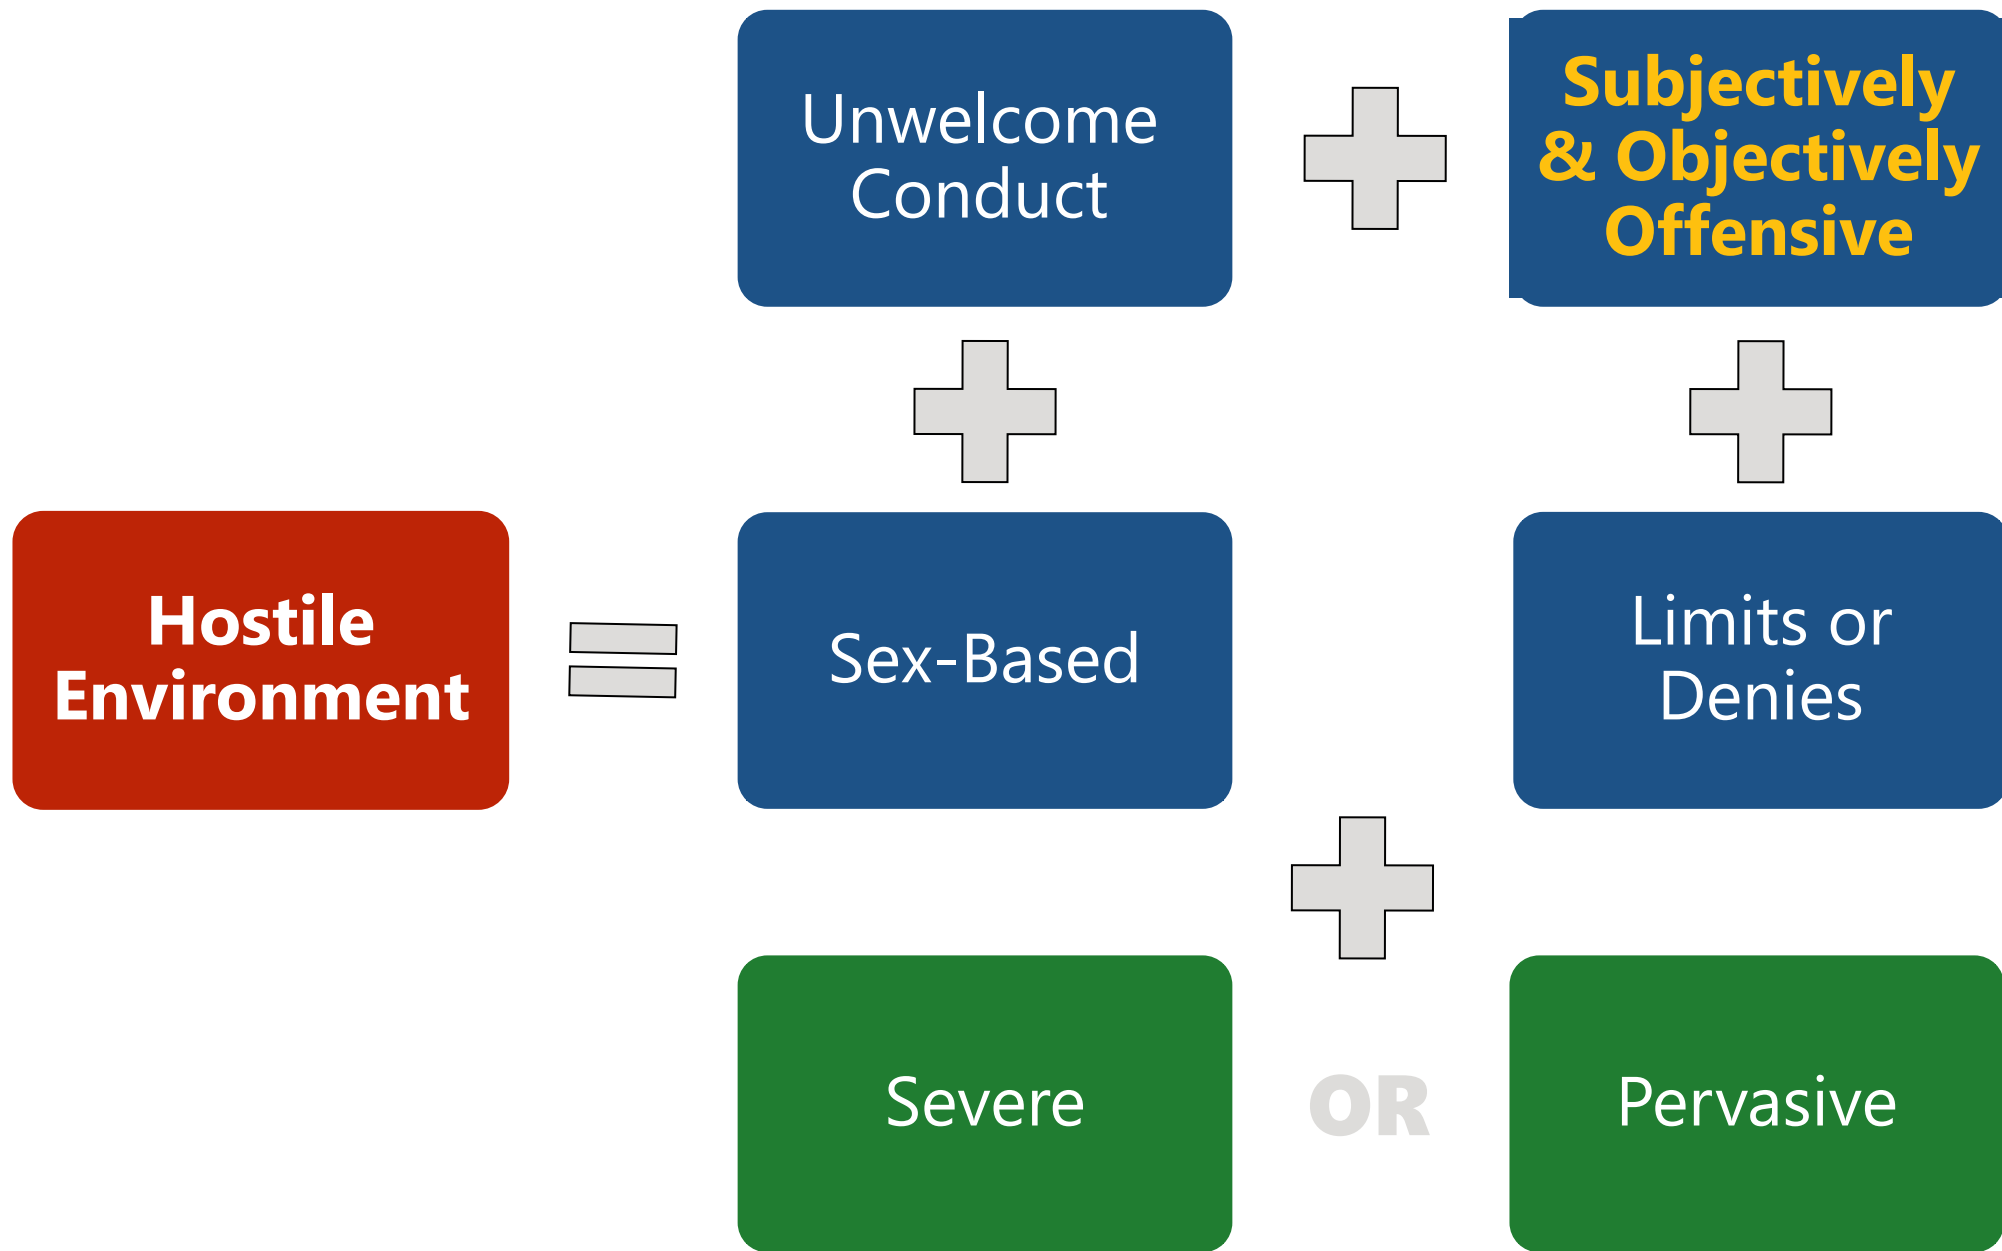 Unwelcome
Conduct
Subjectively
& Objectively
Offensive
Hostile
Environment
Sex-Based
Limits or
Denies
Severe
OR
Pervasive